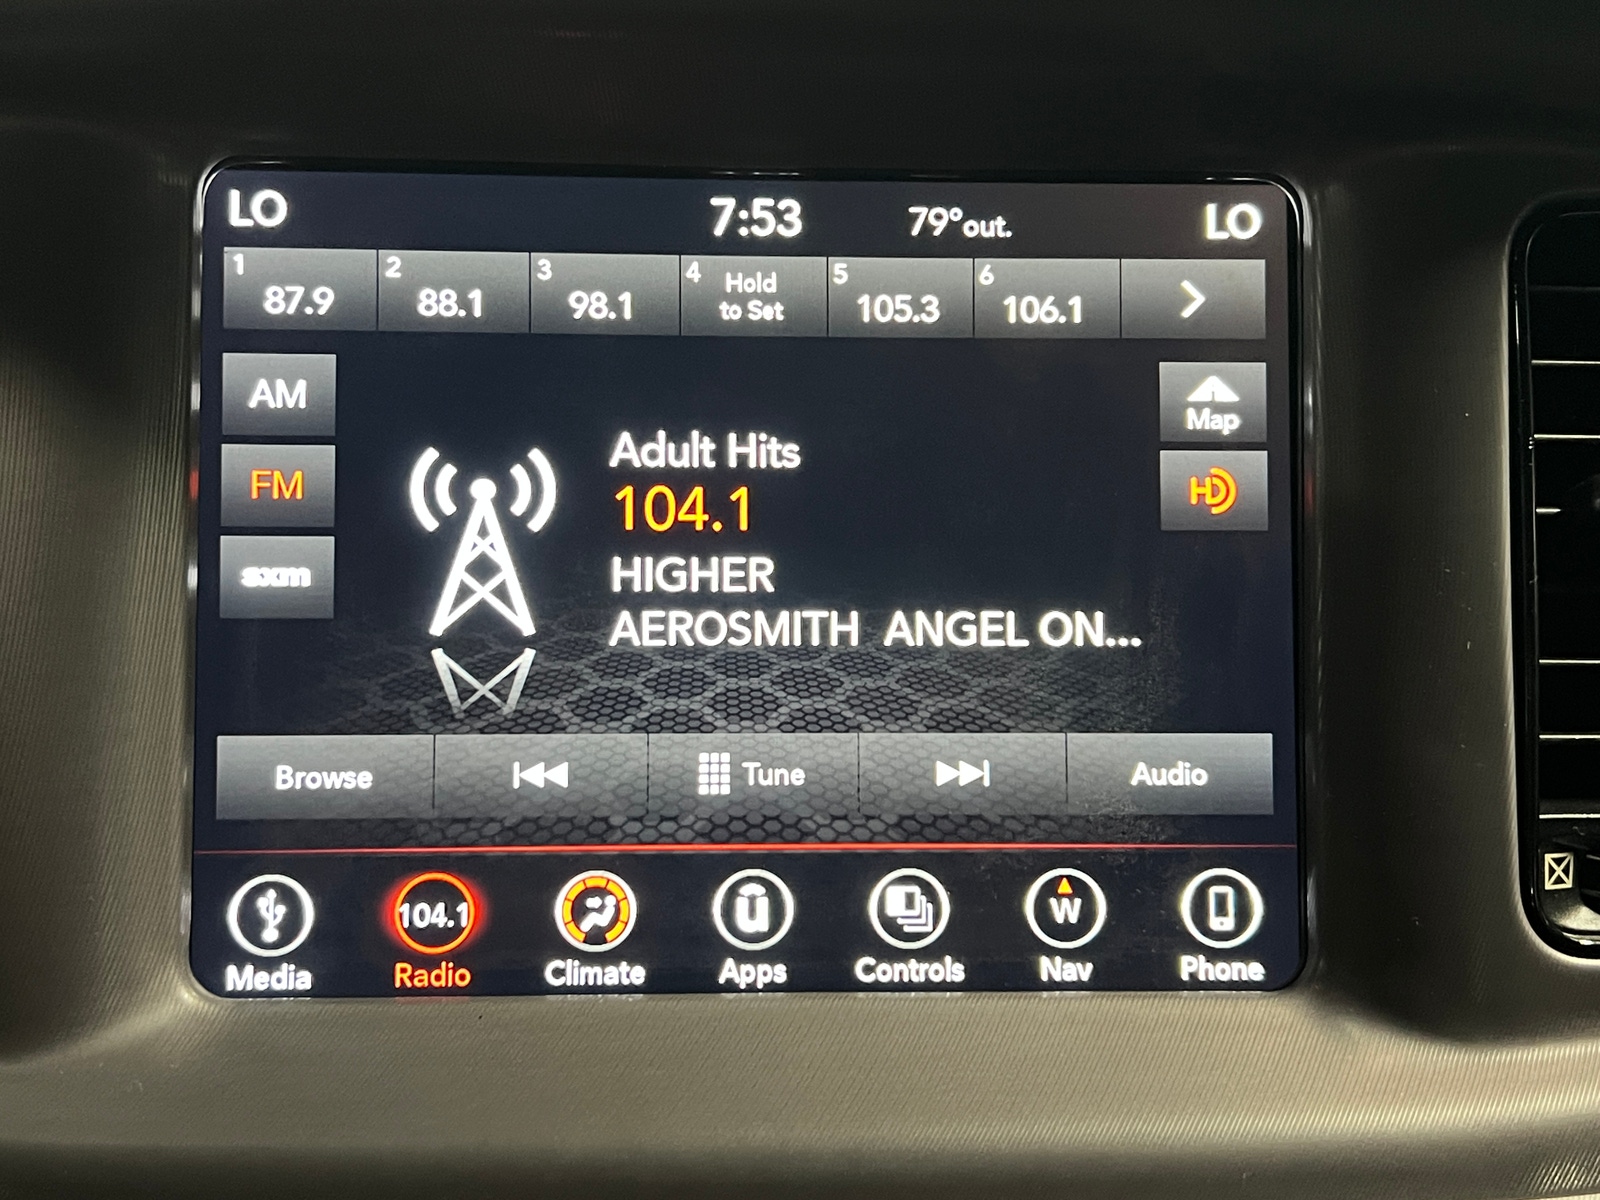 LO 7:53 79°out. LO
1 87.9 2 88.1 3 98.1 4 Hold to Set 5 105.3 6 106.1
AM
Map
FM
HD
sxm
Adult Hits
104.1
HIGHER
AEROSMITH ANGEL ON...
Browse Tune Audio
104.1 W
Media Radio Climate Apps Controls Nav Phone